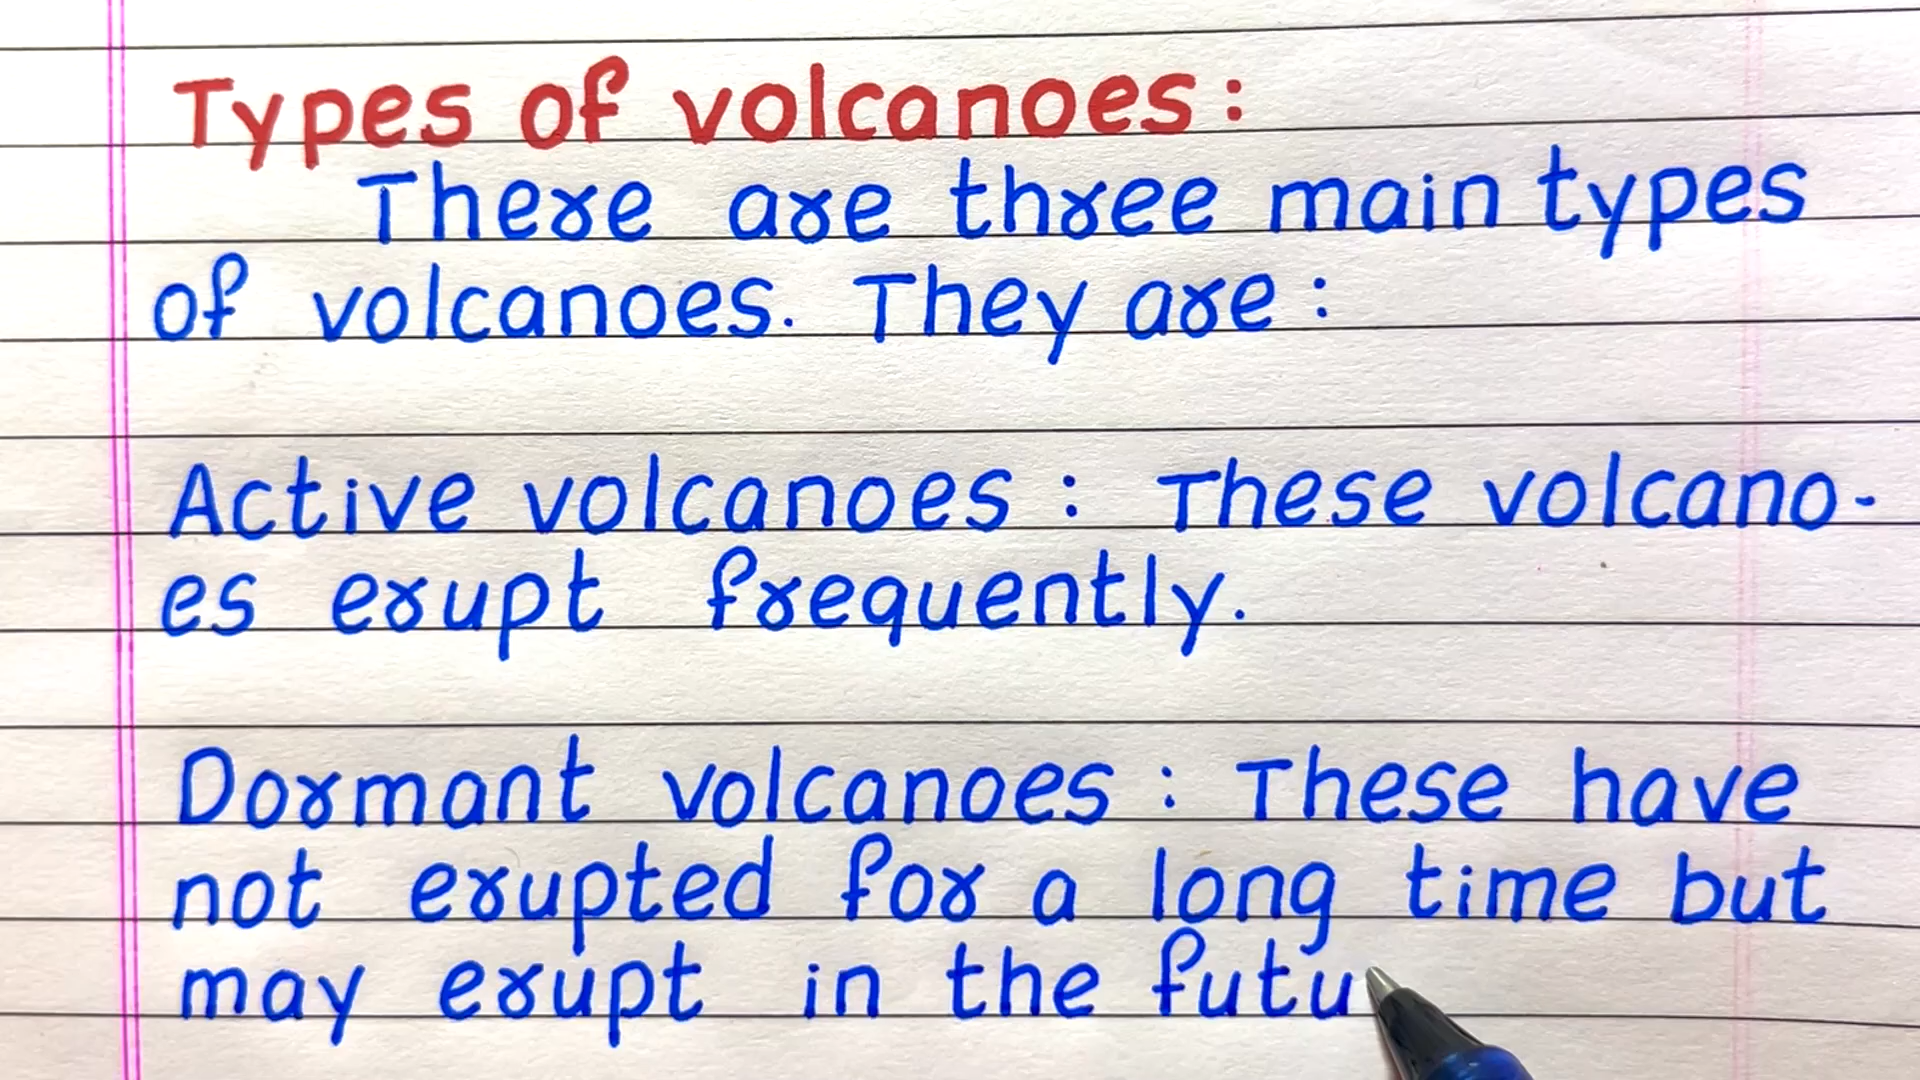 Types of volcanoes:
There are three main types
of volcanoes. They are :
Active volcanoes : These volcano-
es erupt frequently.
Dormant volcanoes : These have
not erupted for a long time but
may erupt in the futu